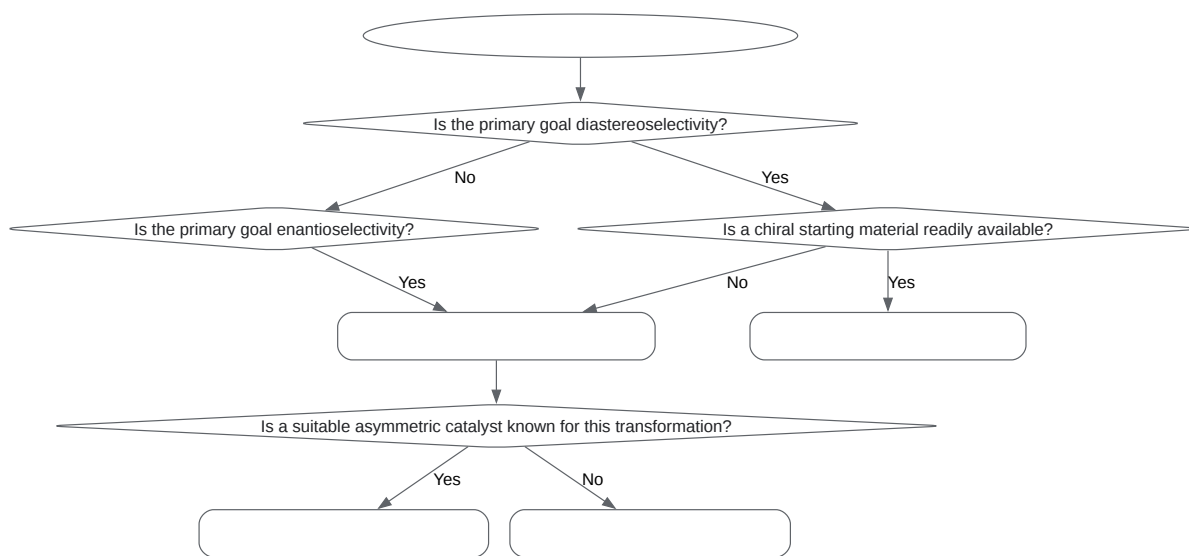 Is the primary goal diastereoselectivity?
No
Yes
Is the primary goal enantioselectivity?
Is a chiral starting material readily available?
Yes
No
Yes
Is a suitable asymmetric catalyst known for this transformation?
Yes
No